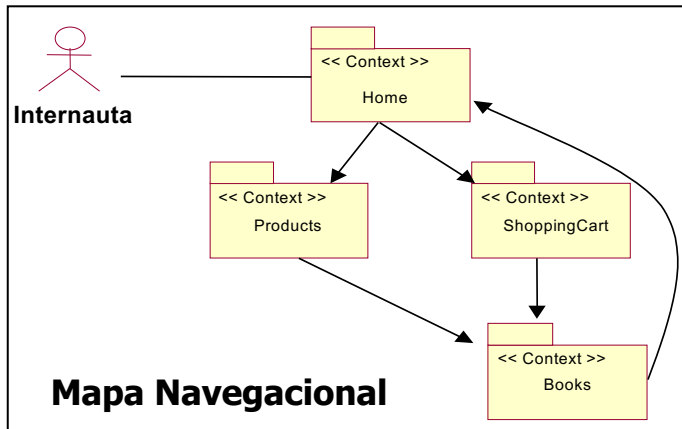 << Context >>
Home
Internauta
<< Context >>
Products
<< Context >>
ShoppingCart
<< Context >>
Books
Mapa Navegacional